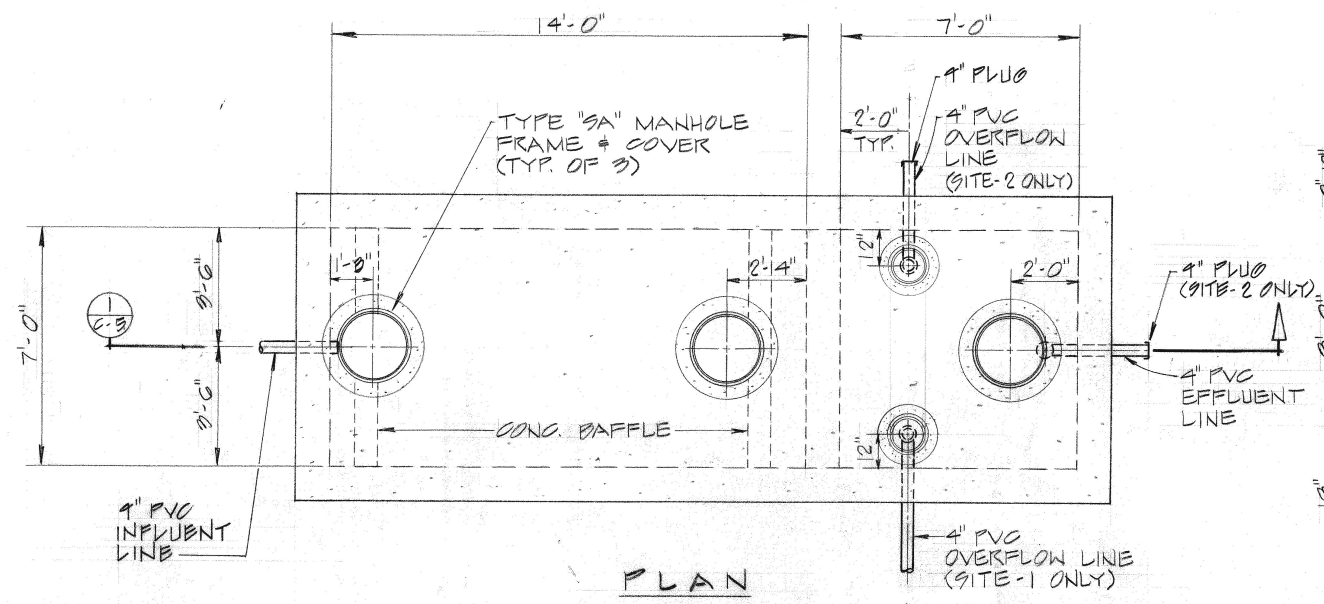 14'-0"
7'-0"
4" PLUG
TYPE "SA" MANHOLE
FRAME & COVER
(TYP. OF 3)
2'-0"
TYP.
4" PVC
OVERFLOW
LINE
(SITE-2 ONLY)
12"
1'-3"
2'-4"
2'-0"
4" PLUG
(SITE-2 ONLY)
7'-0"
3'-6"
3'-6"
1
C-5
4" PVC
EFFLUENT
LINE
CONC. BAFFLE
12"
4" PVC
INFLUENT
LINE
4" PVC
OVERFLOW LINE
(SITE-1 ONLY)
PLAN